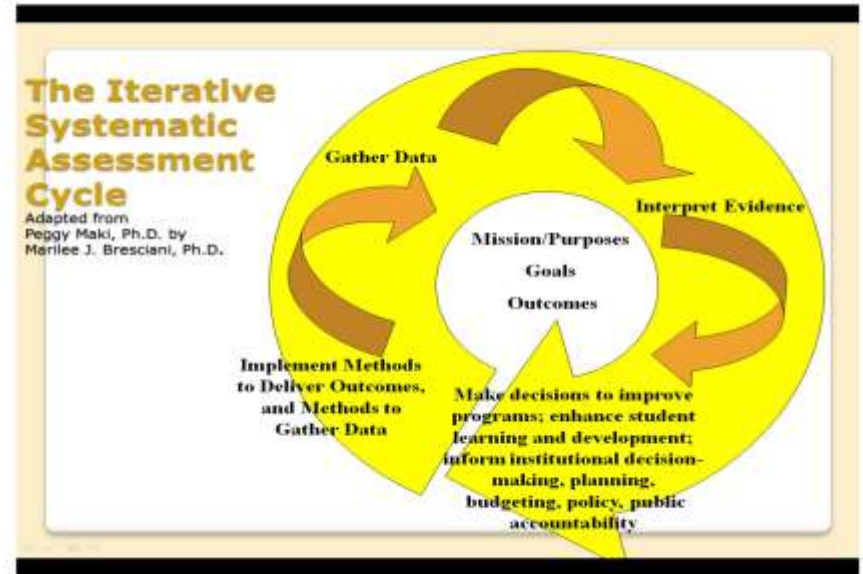 The Iterative
Systematic
Assessment
Cycle
Adapted from
Peggy Maki, Ph.D. by
Marilee J. Bresciani, Ph.D.
Gather Data
Interpret Evidence
Mission/Purposes
Goals
Outcomes
Implement Methods
to Deliver Outcomes,
and Methods to
Gather Data
Make decisions to improve
programs; enhance student
learning and development;
inform institutional decision-
making, planning,
budgeting, policy, public
accountability